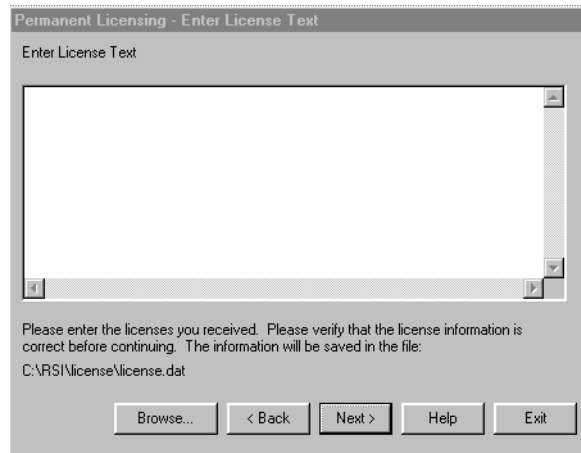 Permanent Licensing - Enter License Text
Enter License Text
Please enter the licenses you received. Please verify that the license information is
correct before continuing. The information will be saved in the file:
C:\RSI\license\license.dat
Browse... < Back Next > Help Exit